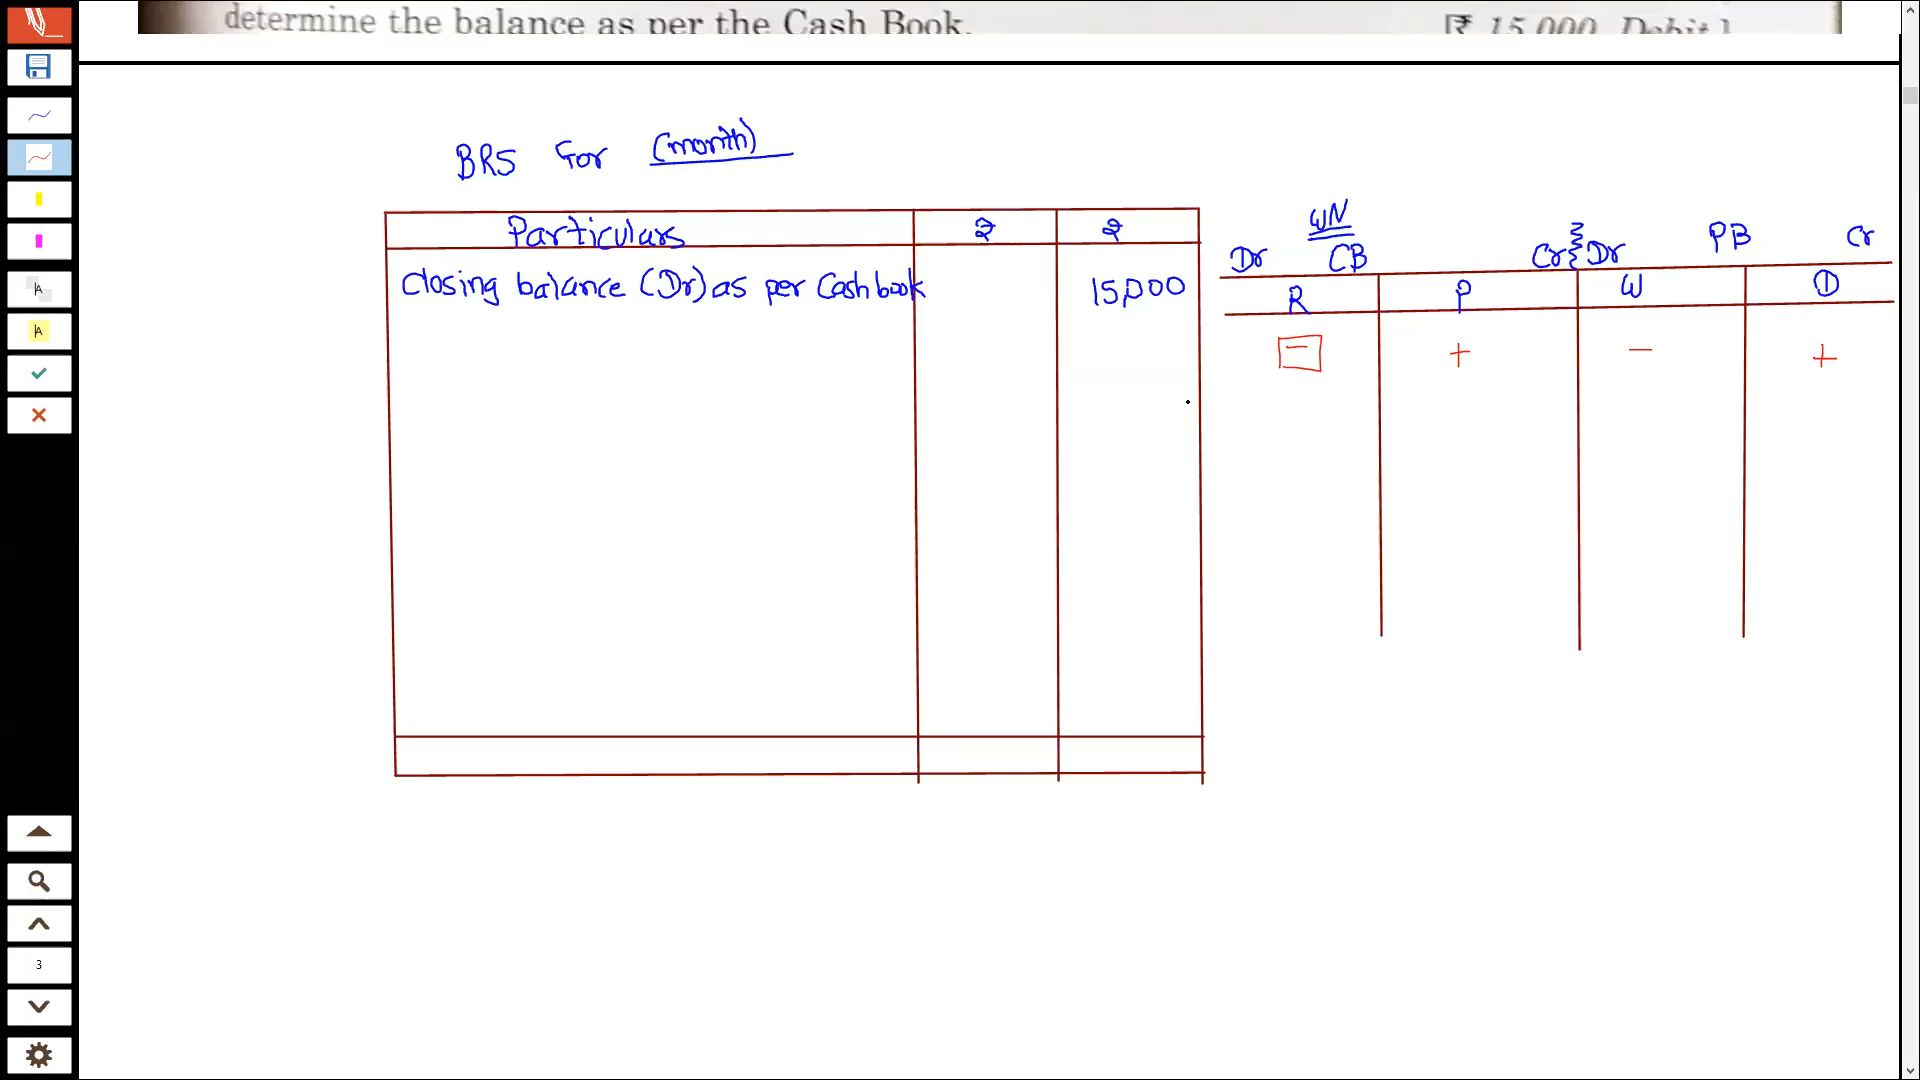 determine the balance as per the Cash Book.
[₹ 15,000, Debit]
BRS for (month)
Particulars ₹ ₹
Closing balance (Dr) as per Cash book 15,000
WN
Dr CB Cr Dr PB Cr
R P W D
- + - +
3